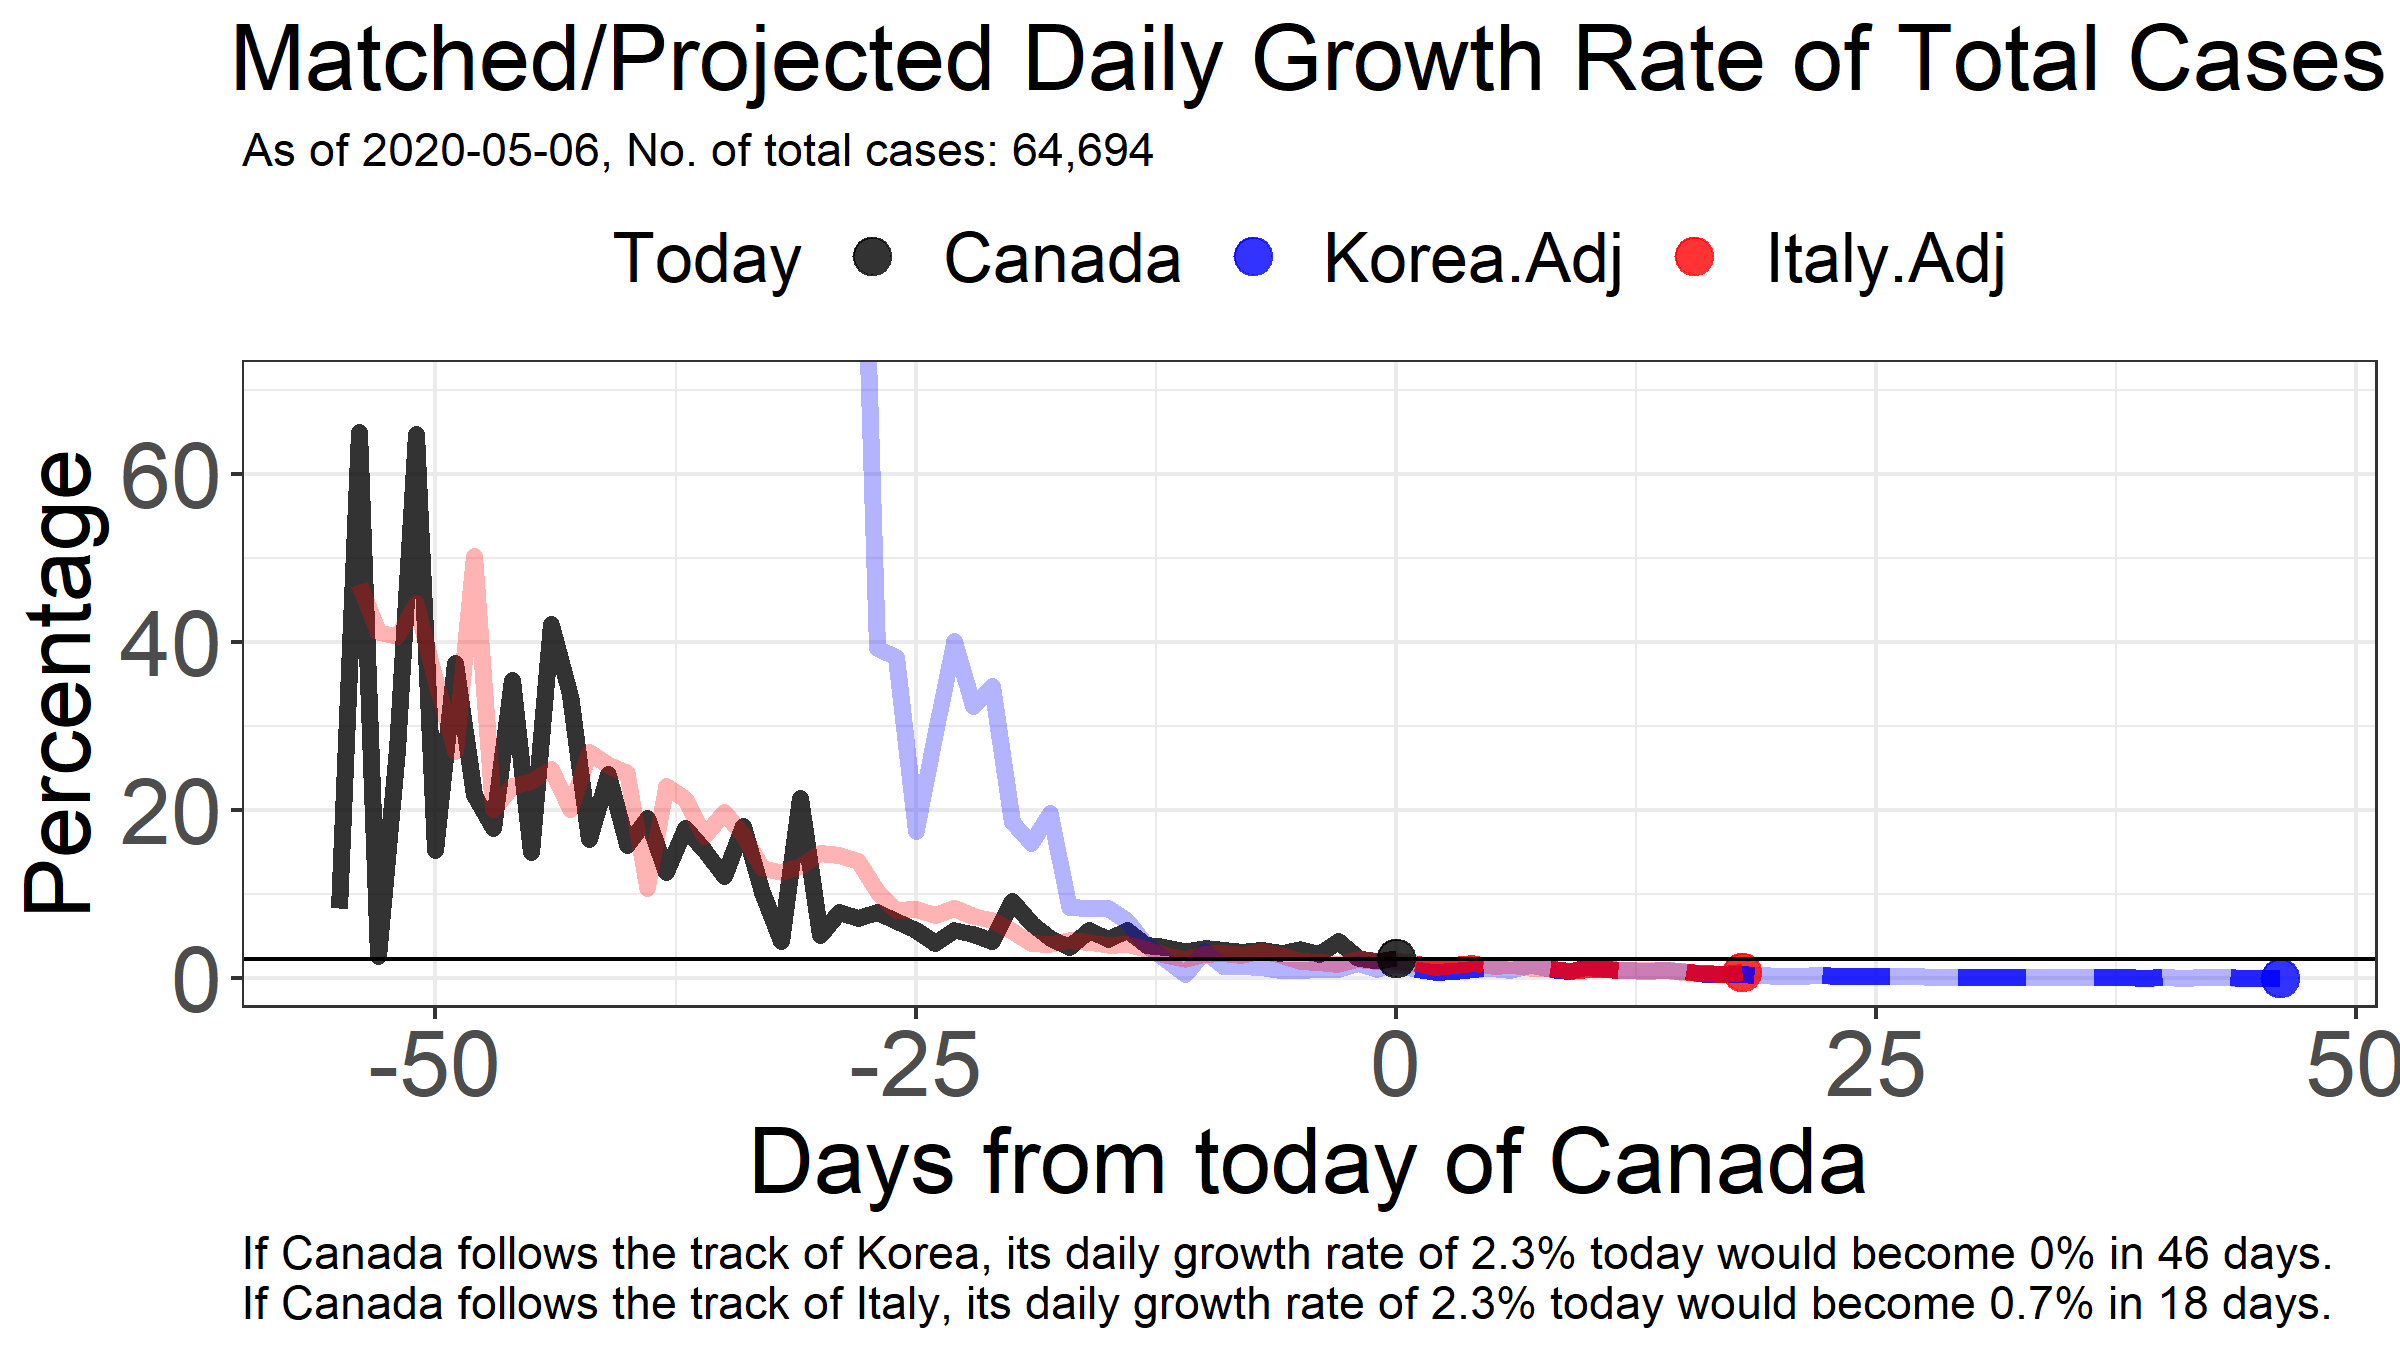 Matched/Projected Daily Growth Rate of Total Cases
As of 2020-05-06, No. of total cases: 64,694
Today Canada Korea.Adj Italy.Adj
Percentage
60
40
20
0
-50 -25 0 25 50
Days from today of Canada
If Canada follows the track of Korea, its daily growth rate of 2.3% today would become 0% in 46 days.
If Canada follows the track of Italy, its daily growth rate of 2.3% today would become 0.7% in 18 days.